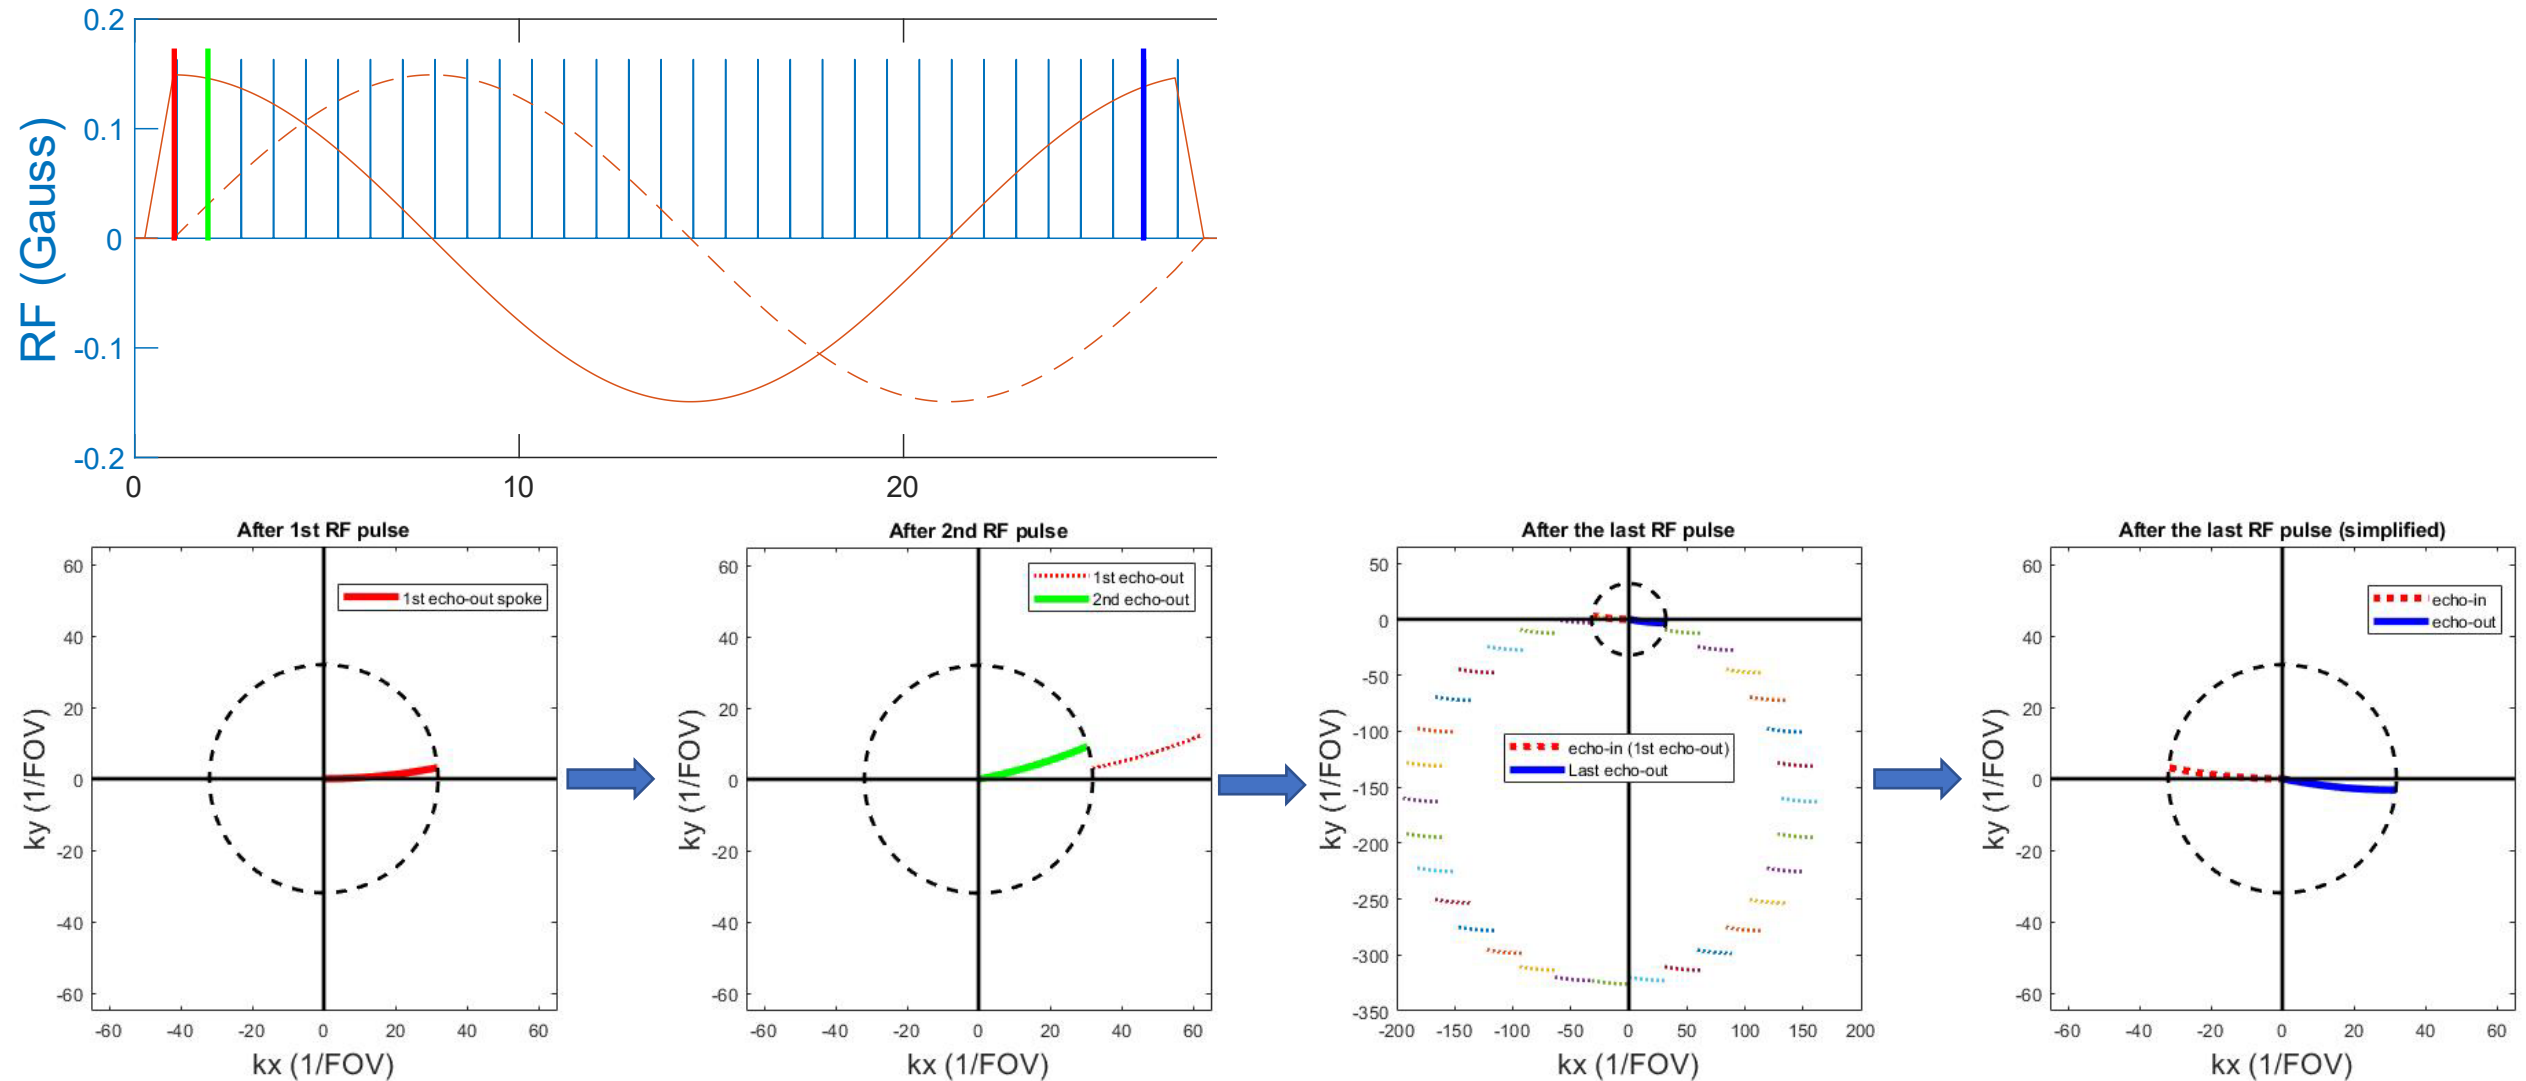 RF (Gauss)
0.2
0.1
0
-0.1
-0.2
0 10 20
After 1st RF pulse
1st echo-out spoke
ky (1/FOV)
60
40
20
0
-20
-40
-60
-60 -40 -20 0 20 40 60
kx (1/FOV)
After 2nd RF pulse
1st echo-out
2nd echo-out
ky (1/FOV)
60
40
20
0
-20
-40
-60
-60 -40 -20 0 20 40 60
kx (1/FOV)
After the last RF pulse
echo-in (1st echo-out)
Last echo-out
ky (1/FOV)
50
0
-50
-100
-150
-200
-250
-300
-350
-200 -150 -100 -50 0 50 100 150 200
kx (1/FOV)
After the last RF pulse (simplified)
echo-in
echo-out
ky (1/FOV)
60
40
20
0
-20
-40
-60
-60 -40 -20 0 20 40 60
kx (1/FOV)